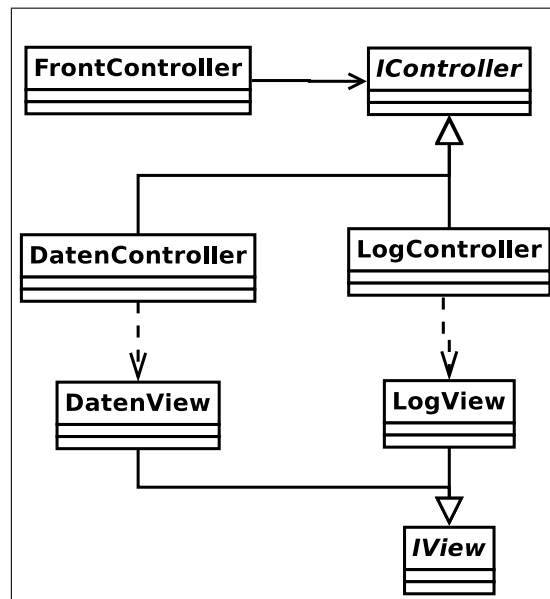 FrontController
IController
DatenController
LogController
DatenView
LogView
IView